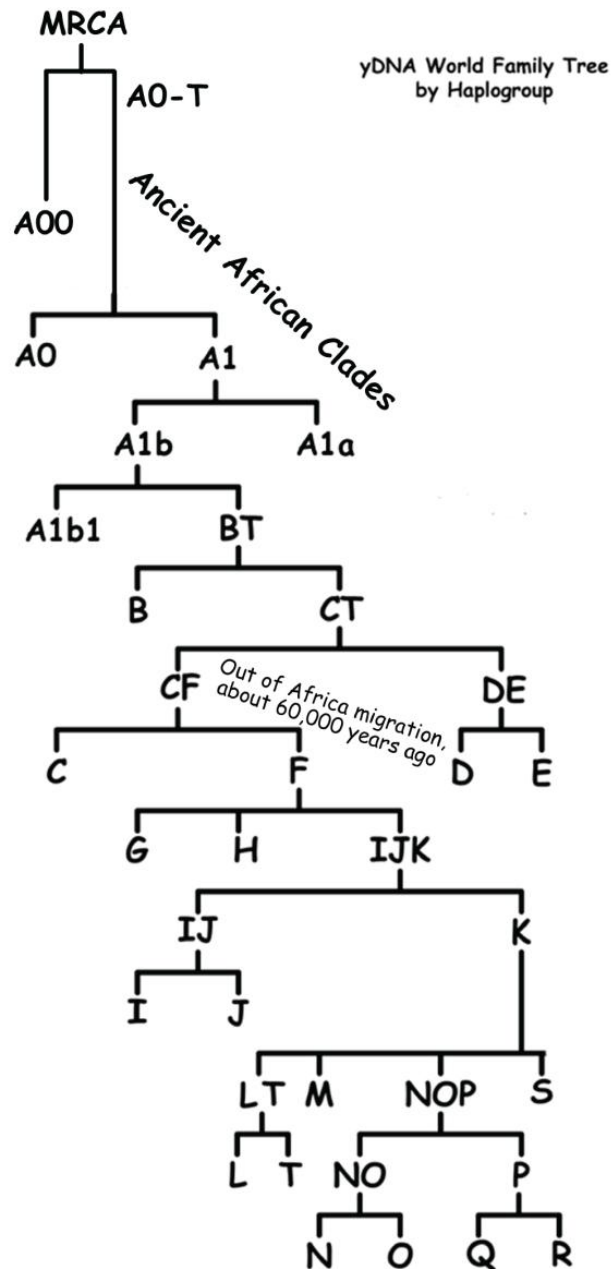 MRCA
yDNA World Family Tree
by Haplogroup
A0-T
A00
Ancient African Clades
A0 A1
A1b A1a
A1b1 BT
B CT
CF DE
Out of Africa migration,
about 60,000 years ago
C F D E
G H IJK
IJ K
I J
LT M NOP S
L T NO P
N O Q R